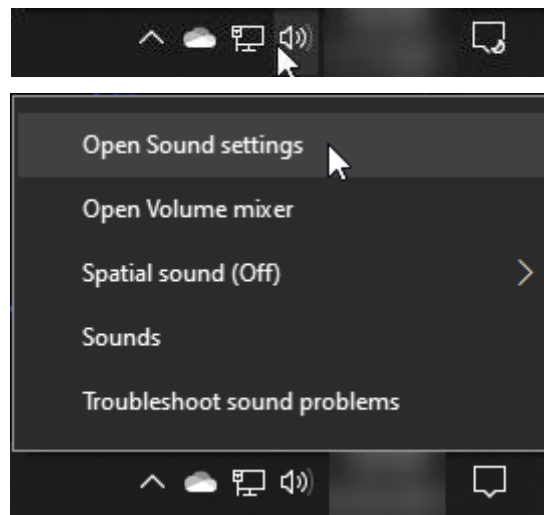 Open Sound settings
Open Volume mixer
Spatial sound (Off)
Sounds
Troubleshoot sound problems